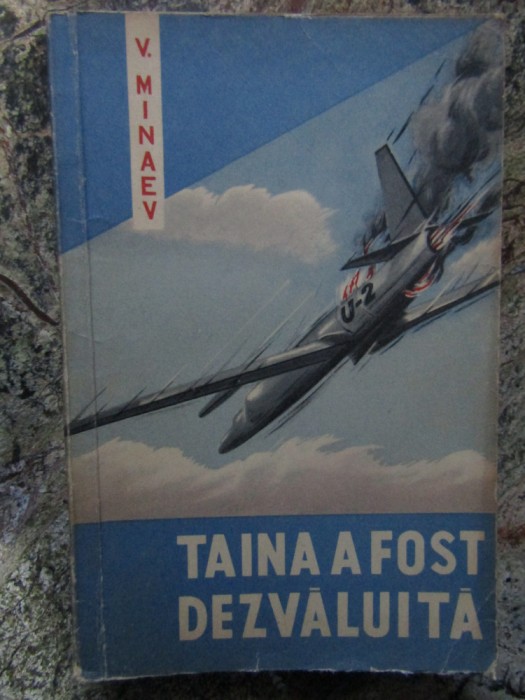 V. MINAEV
U-2
TAINA A FOST
DEZVĂLUITĂ